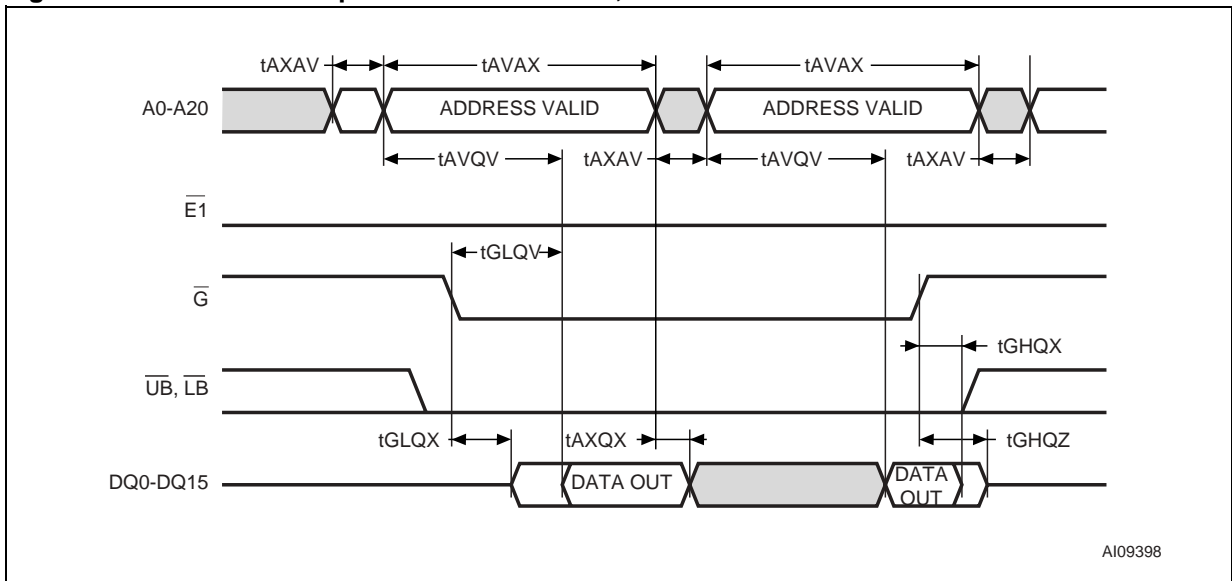 tAXAV tAVAX tAVAX
A0-A20 ADDRESS VALID ADDRESS VALID
tAVQV tAXAV tAVQV tAXAV
E1
tGLQV
G
tGHQX
UB, LB
tGLQX tAXQX tGHQZ
DQ0-DQ15 DATA OUT DATA OUT
AI09398